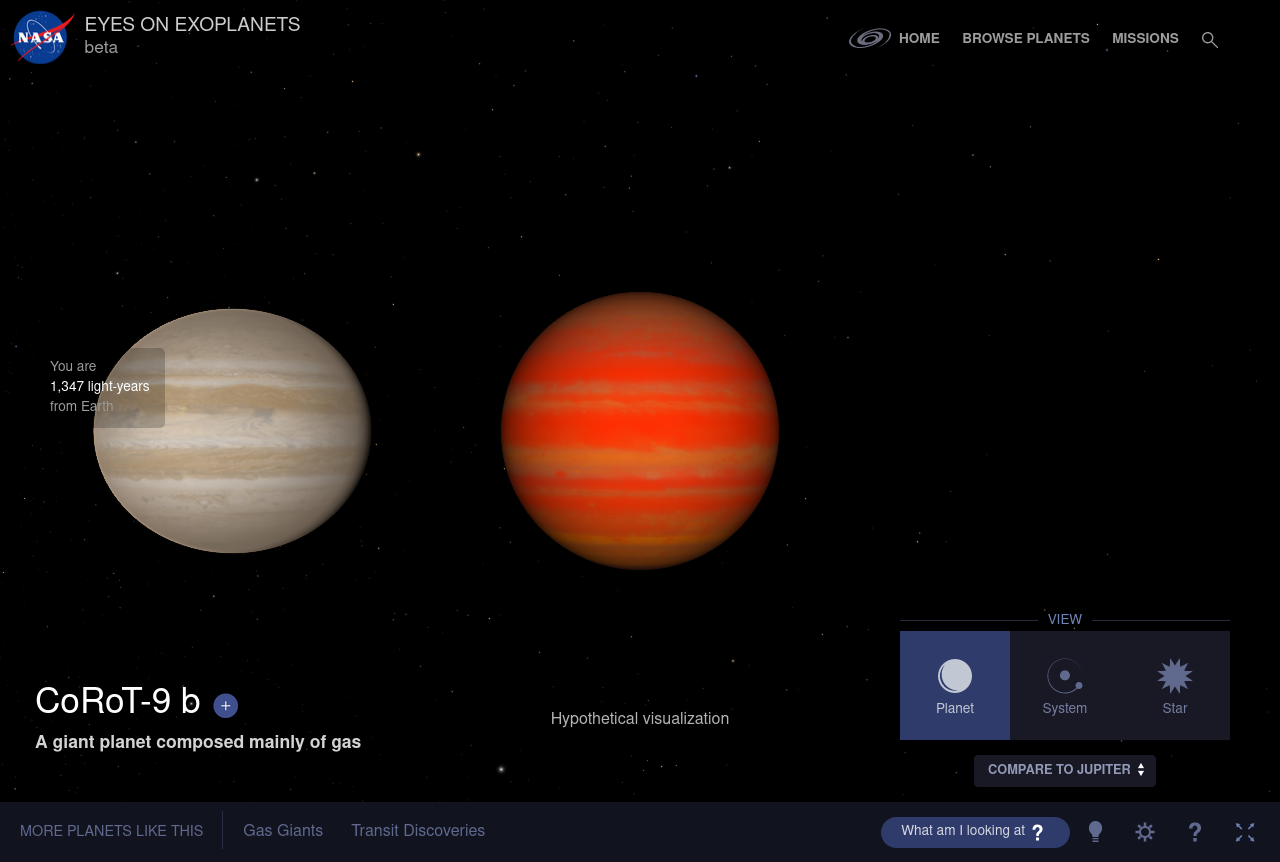 NASA
EYES ON EXOPLANETS
beta
HOME
BROWSE PLANETS
MISSIONS
You are
1,347 light-years
from Earth
VIEW
Planet
System
Star
CoRoT-9 b +
A giant planet composed mainly of gas
Hypothetical visualization
COMPARE TO JUPITER
MORE PLANETS LIKE THIS
Gas Giants
Transit Discoveries
What am I looking at ?
?